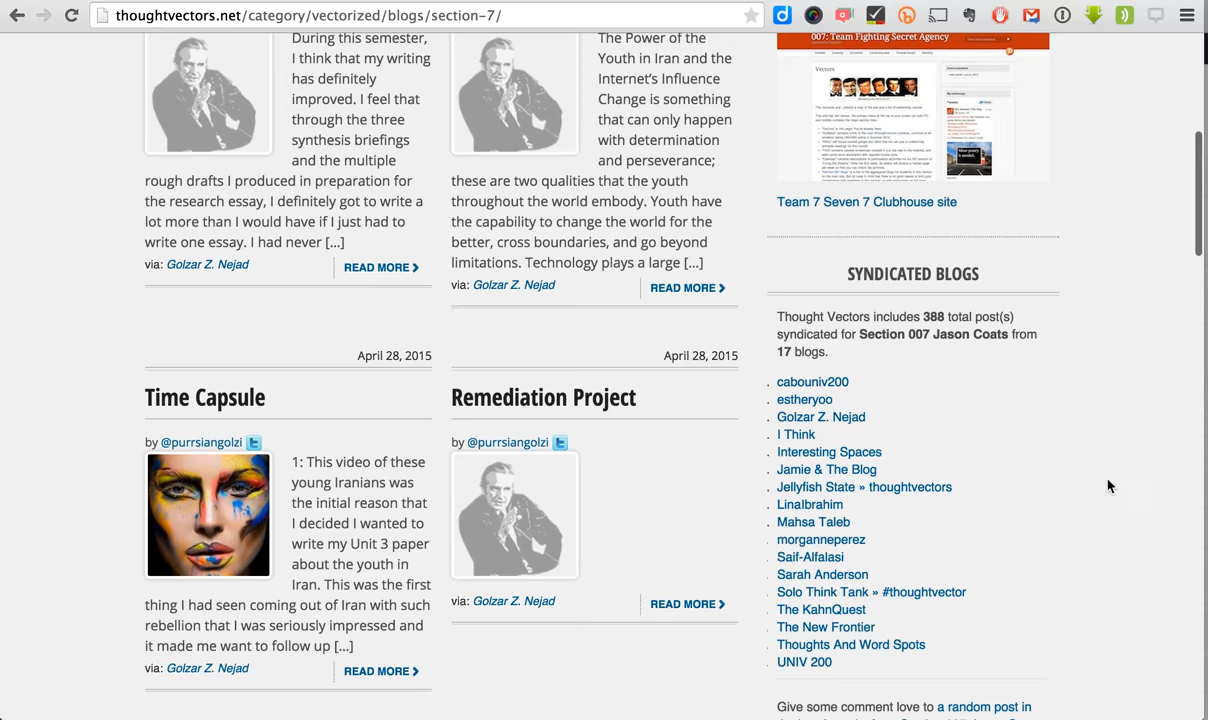 thoughtvectors.net/category/vectorized/blogs/section-7/
During this semester,
I think that my writing
has definitely
improved. I feel that
through the three
synthesis briefings
and the multiple
rough drafts I produced in preparation for
the research essay, I definitely got to write a
lot more than I would have if I just had to
write one essay. I had never [...]
via: Golzar Z. Nejad
READ MORE
The Power of the
Youth in Iran and the
Internet's Influence
Change is something
that can only happen
with determination
and perseverance;
these are two qualities that the youth
throughout the world embody. Youth have
the capability to change the world for the
better, cross boundaries, and go beyond
limitations. Technology plays a large [...]
via: Golzar Z. Nejad
READ MORE
April 28, 2015
Time Capsule
by @purrsiangolzi
1: This video of these
young Iranians was
the initial reason that
I decided I wanted to
write my Unit 3 paper
about the youth in
Iran. This was the first
thing I had seen coming out of Iran with such
rebellion that I was seriously impressed and
it made me want to follow up [...]
via: Golzar Z. Nejad
READ MORE
April 28, 2015
Remediation Project
by @purrsiangolzi
via: Golzar Z. Nejad
READ MORE
007: Team Fighting Secret Agency
Vectors
Team 7 Seven 7 Clubhouse site
SYNDICATED BLOGS
Thought Vectors includes 388 total post(s)
syndicated for Section 007 Jason Coats from
17 blogs.
cabouniv200
estheryoo
Golzar Z. Nejad
I Think
Interesting Spaces
Jamie & The Blog
Jellyfish State » thoughtvectors
LinaIbrahim
Mahsa Taleb
morganneperez
Saif-Alfalasi
Sarah Anderson
Solo Think Tank » #thoughtvector
The KahnQuest
The New Frontier
Thoughts And Word Spots
UNIV 200
Give some comment love to a random post in